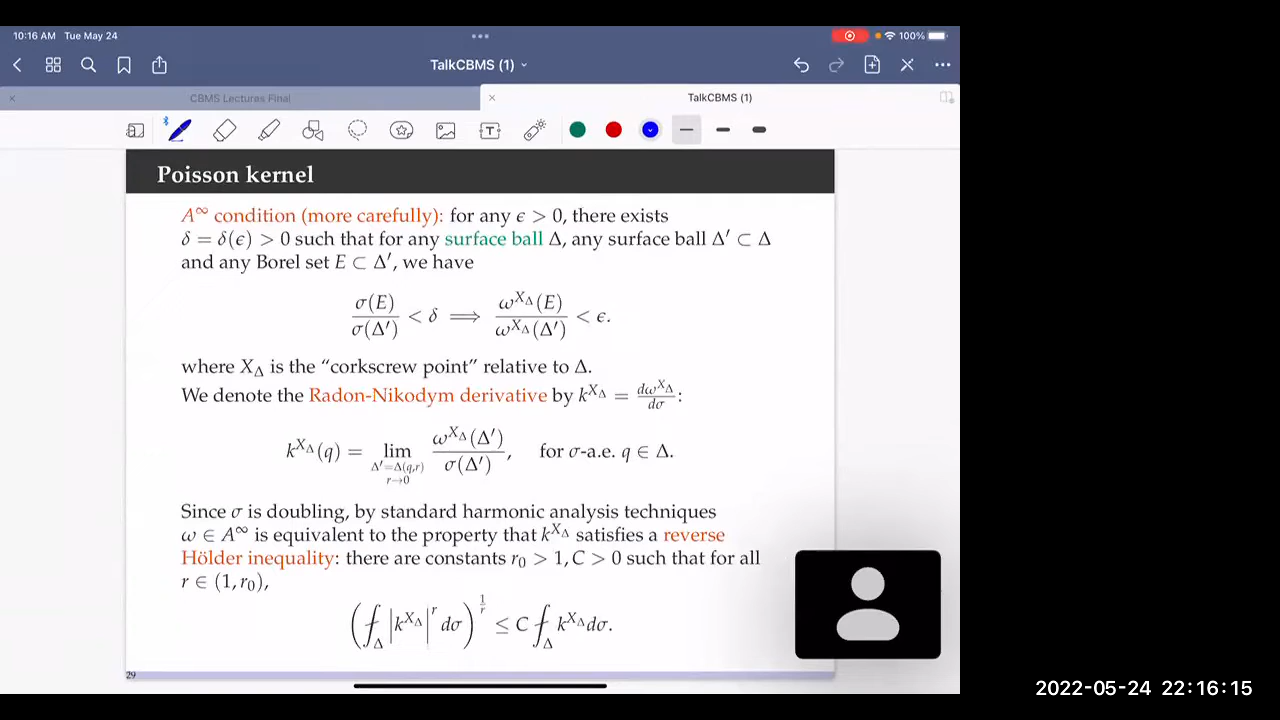 10:16 AM Tue May 24
100%
TalkCBMS (1)
CBMS Lectures Final
TalkCBMS (1)
Poisson kernel
A^∞ condition (more carefully): for any ϵ > 0, there exists
δ = δ(ϵ) > 0 such that for any surface ball Δ, any surface ball Δ′ ⊂ Δ
and any Borel set E ⊂ Δ′, we have
σ(E)/σ(Δ′) < δ ⟹ ω^{X_Δ}(E)/ω^{X_Δ}(Δ′) < ϵ.
where X_Δ is the “corkscrew point” relative to Δ.
We denote the Radon-Nikodym derivative by k^{X_Δ} = dω^{X_Δ}/dσ:
k^{X_Δ}(q) = lim_{Δ′=Δ(q,r) r→0} ω^{X_Δ}(Δ′)/σ(Δ′), for σ-a.e. q ∈ Δ.
Since σ is doubling, by standard harmonic analysis techniques
ω ∈ A^∞ is equivalent to the property that k^{X_Δ} satisfies a reverse
Hölder inequality: there are constants r₀ > 1, C > 0 such that for all
r ∈ (1, r₀),
(⨍_Δ |k^{X_Δ}|^r dσ)^{1/r} ≤ C ⨍_Δ k^{X_Δ} dσ.
29
2022-05-24 22:16:15